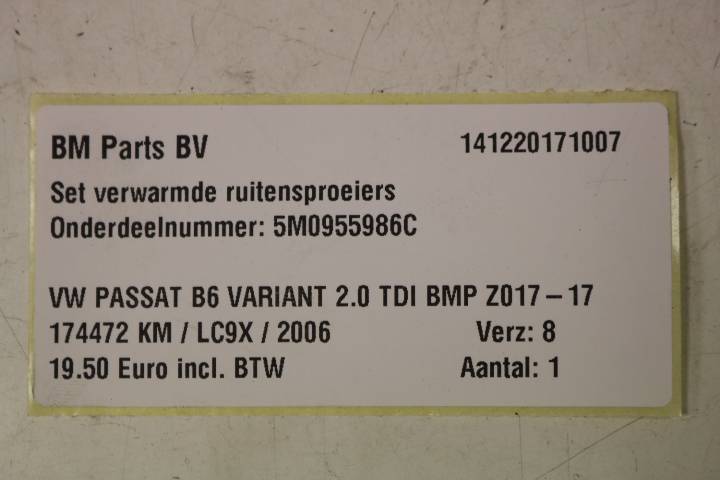 BM Parts BV 141220171007
Set verwarmde ruitensproeiers
Onderdeelnummer: 5M0955986C
VW PASSAT B6 VARIANT 2.0 TDI BMP Z017 – 17
174472 KM / LC9X / 2006 Verz: 8
19.50 Euro incl. BTW Aantal: 1